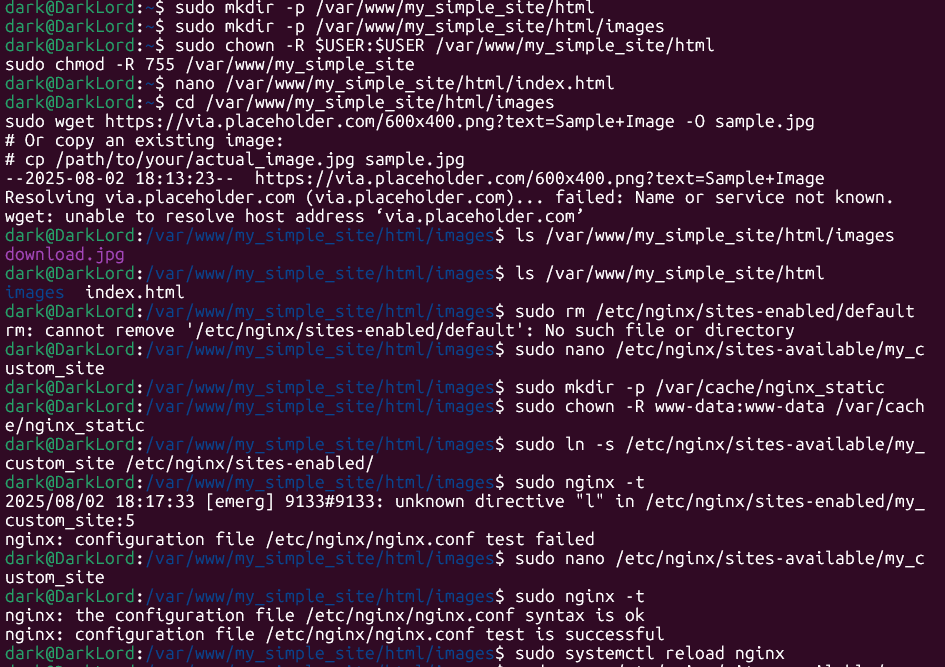 dark@DarkLord:~$ sudo mkdir -p /var/www/my_simple_site/html
dark@DarkLord:~$ sudo mkdir -p /var/www/my_simple_site/html/images
dark@DarkLord:~$ sudo chown -R $USER:$USER /var/www/my_simple_site/html
sudo chmod -R 755 /var/www/my_simple_site
dark@DarkLord:~$ nano /var/www/my_simple_site/html/index.html
dark@DarkLord:~$ cd /var/www/my_simple_site/html/images
sudo wget https://via.placeholder.com/600x400.png?text=Sample+Image -O sample.jpg
# Or copy an existing image:
# cp /path/to/your/actual_image.jpg sample.jpg
--2025-08-02 18:13:23--  https://via.placeholder.com/600x400.png?text=Sample+Image
Resolving via.placeholder.com (via.placeholder.com)... failed: Name or service not known.
wget: unable to resolve host address ‘via.placeholder.com’
dark@DarkLord:/var/www/my_simple_site/html/images$ ls /var/www/my_simple_site/html/images
download.jpg
dark@DarkLord:/var/www/my_simple_site/html/images$ ls /var/www/my_simple_site/html
images  index.html
dark@DarkLord:/var/www/my_simple_site/html/images$ sudo rm /etc/nginx/sites-enabled/default
rm: cannot remove '/etc/nginx/sites-enabled/default': No such file or directory
dark@DarkLord:/var/www/my_simple_site/html/images$ sudo nano /etc/nginx/sites-available/my_c
ustom_site
dark@DarkLord:/var/www/my_simple_site/html/images$ sudo mkdir -p /var/cache/nginx_static
dark@DarkLord:/var/www/my_simple_site/html/images$ sudo chown -R www-data:www-data /var/cach
e/nginx_static
dark@DarkLord:/var/www/my_simple_site/html/images$ sudo ln -s /etc/nginx/sites-available/my_
custom_site /etc/nginx/sites-enabled/
dark@DarkLord:/var/www/my_simple_site/html/images$ sudo nginx -t
2025/08/02 18:17:33 [emerg] 9133#9133: unknown directive "l" in /etc/nginx/sites-enabled/my_
custom_site:5
nginx: configuration file /etc/nginx/nginx.conf test failed
dark@DarkLord:/var/www/my_simple_site/html/images$ sudo nano /etc/nginx/sites-available/my_c
ustom_site
dark@DarkLord:/var/www/my_simple_site/html/images$ sudo nginx -t
nginx: the configuration file /etc/nginx/nginx.conf syntax is ok
nginx: configuration file /etc/nginx/nginx.conf test is successful
dark@DarkLord:/var/www/my_simple_site/html/images$ sudo systemctl reload nginx